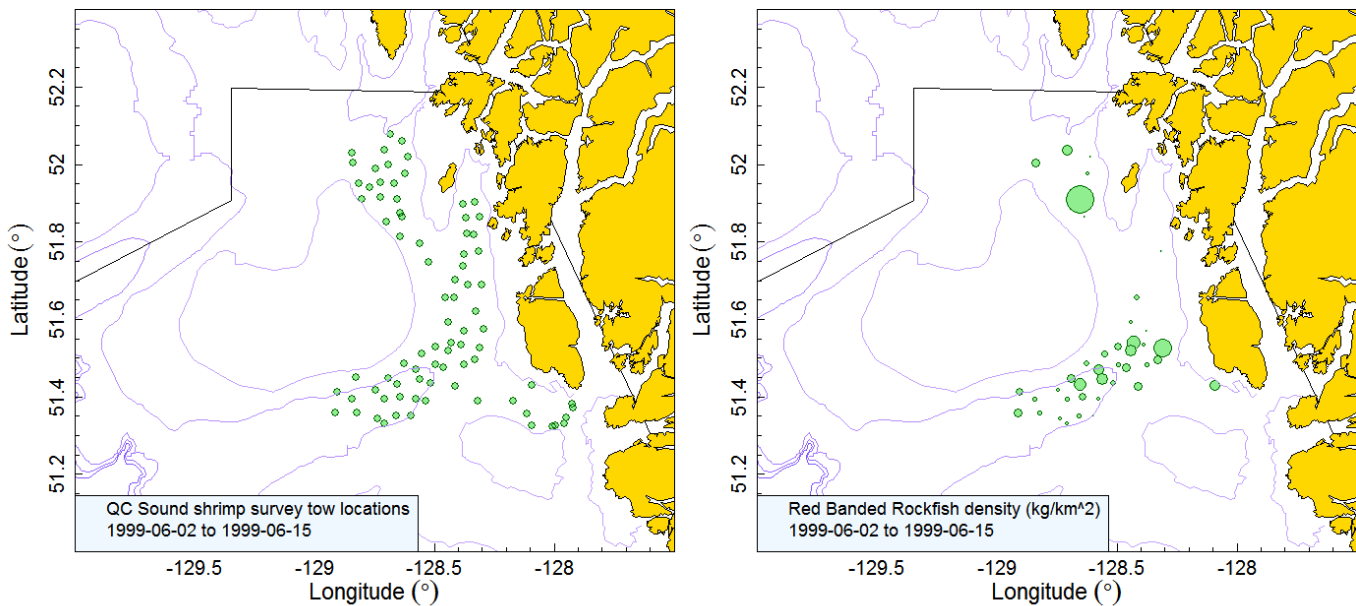 52.2
52
51.8
51.6
51.4
51.2
Latitude (°)
QC Sound shrimp survey tow locations
1999-06-02 to 1999-06-15
-129.5
-129
-128.5
-128
Longitude (°)
52.2
52
51.8
51.6
51.4
51.2
Latitude (°)
Red Banded Rockfish density (kg/km^2)
1999-06-02 to 1999-06-15
-129.5
-129
-128.5
-128
Longitude (°)